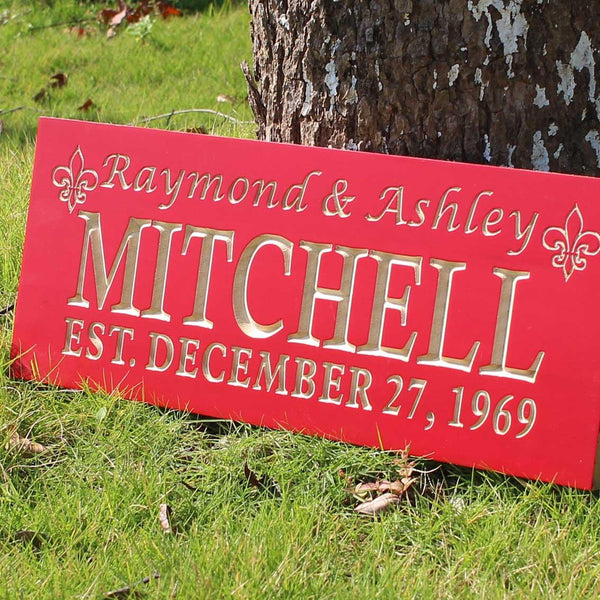 Raymond & Ashley
MITCHELL
EST. DECEMBER 27, 1969